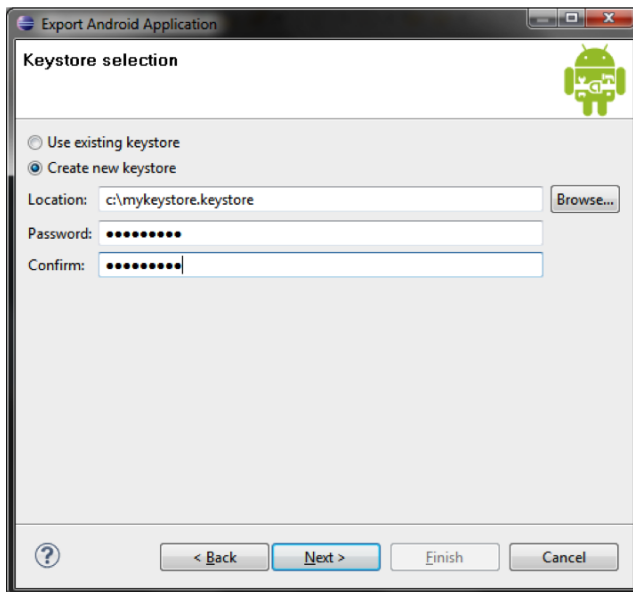 Export Android Application
Keystore selection
Use existing keystore
Create new keystore
Location: c:\mykeystore.keystore Browse...
Password: •••••••••
Confirm: •••••••••
? < Back Next > Finish Cancel